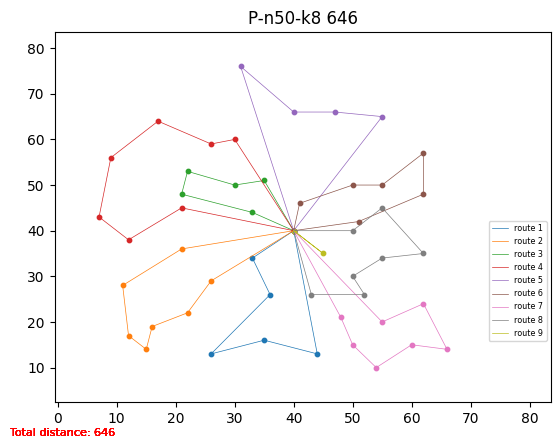 P-n50-k8 646
80
70
60
50
40
30
20
10
0 10 20 30 40 50 60 70 80
route 1
route 2
route 3
route 4
route 5
route 6
route 7
route 8
route 9
Total distance: 646